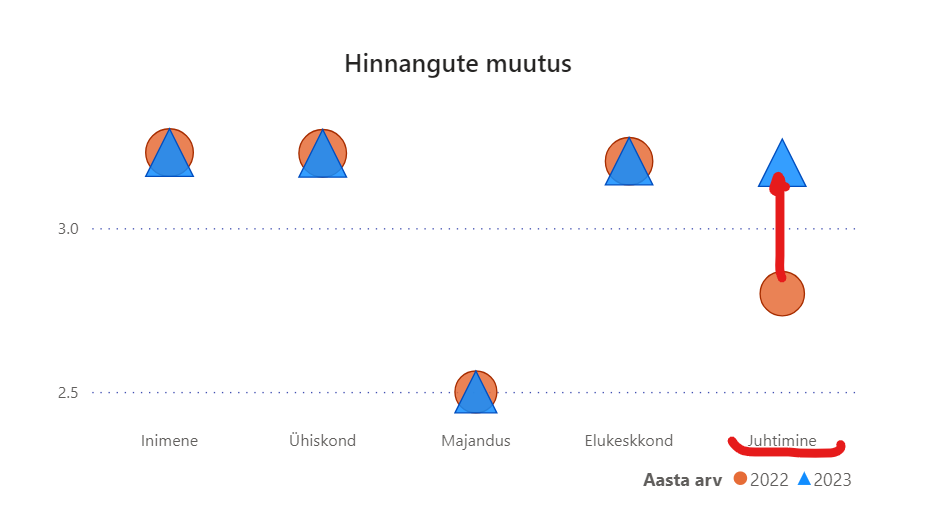 Hinnangute muutus
3.0
2.5
Inimene Ühiskond Majandus Elukeskkond Juhtimine
Aasta arv 2022 2023